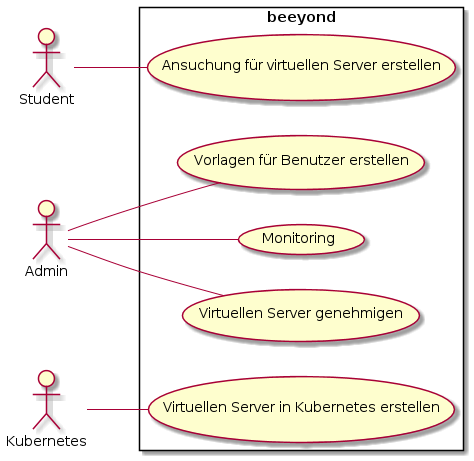 beeyond
Ansuchung für virtuellen Server erstellen
Student
Vorlagen für Benutzer erstellen
Monitoring
Admin
Virtuellen Server genehmigen
Virtuellen Server in Kubernetes erstellen
Kubernetes